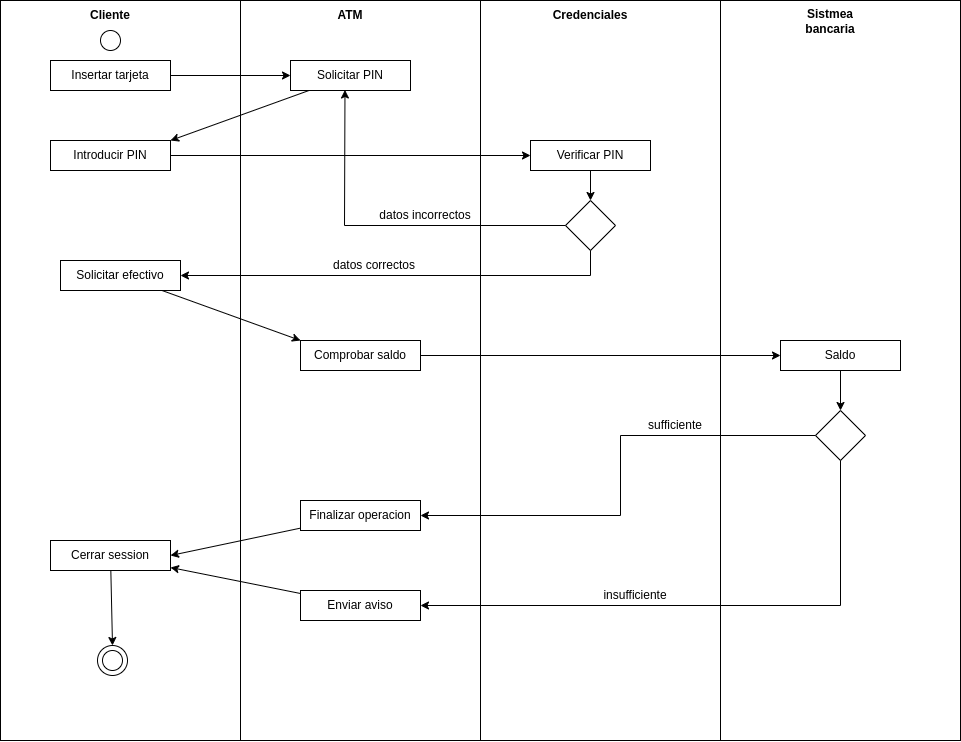 Cliente
ATM
Credenciales
Sistmea
bancaria
Insertar tarjeta
Solicitar PIN
Introducir PIN
Verificar PIN
datos incorrectos
datos correctos
Solicitar efectivo
Comprobar saldo
Saldo
sufficiente
Finalizar operacion
Cerrar session
insufficiente
Enviar aviso